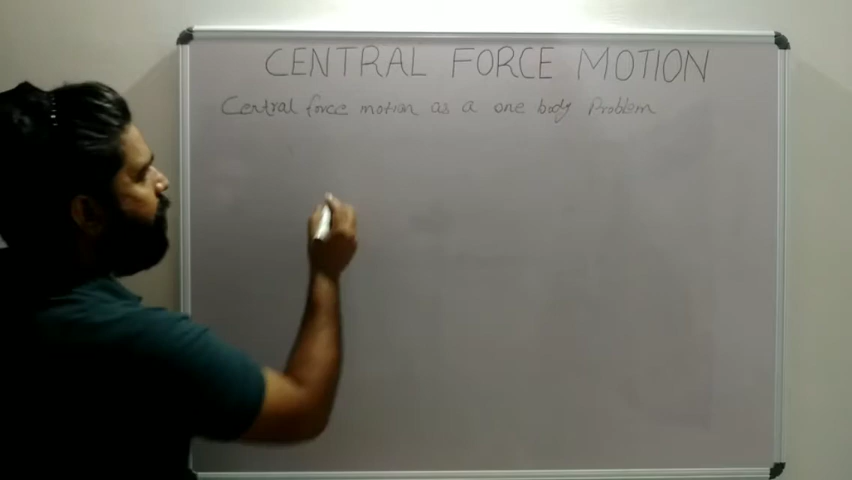 CENTRAL FORCE MOTION
Central force motion as a one body Problem